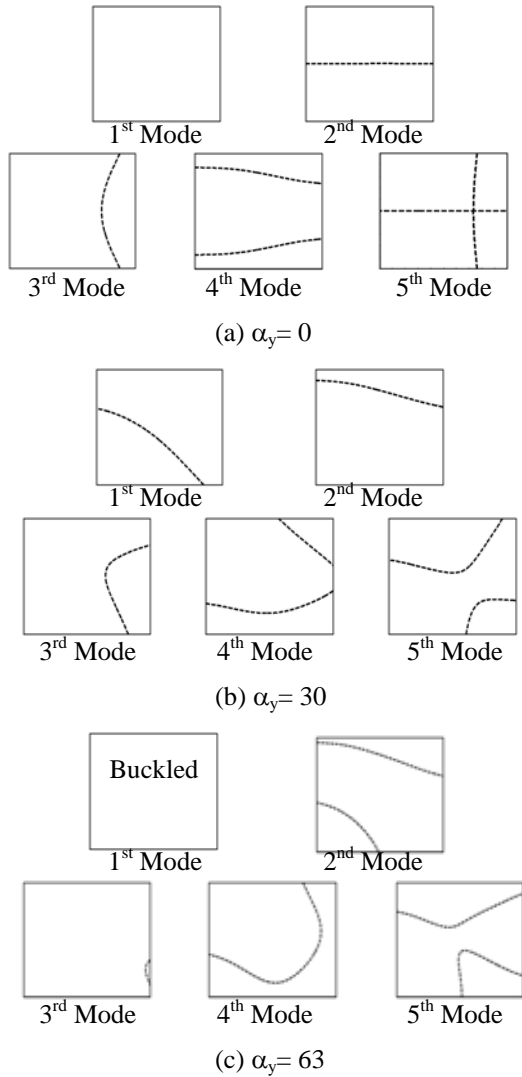 1st Mode 2nd Mode
3rd Mode 4th Mode 5th Mode
(a) αy= 0
1st Mode 2nd Mode
3rd Mode 4th Mode 5th Mode
(b) αy= 30
Buckled
1st Mode 2nd Mode
3rd Mode 4th Mode 5th Mode
(c) αy= 63